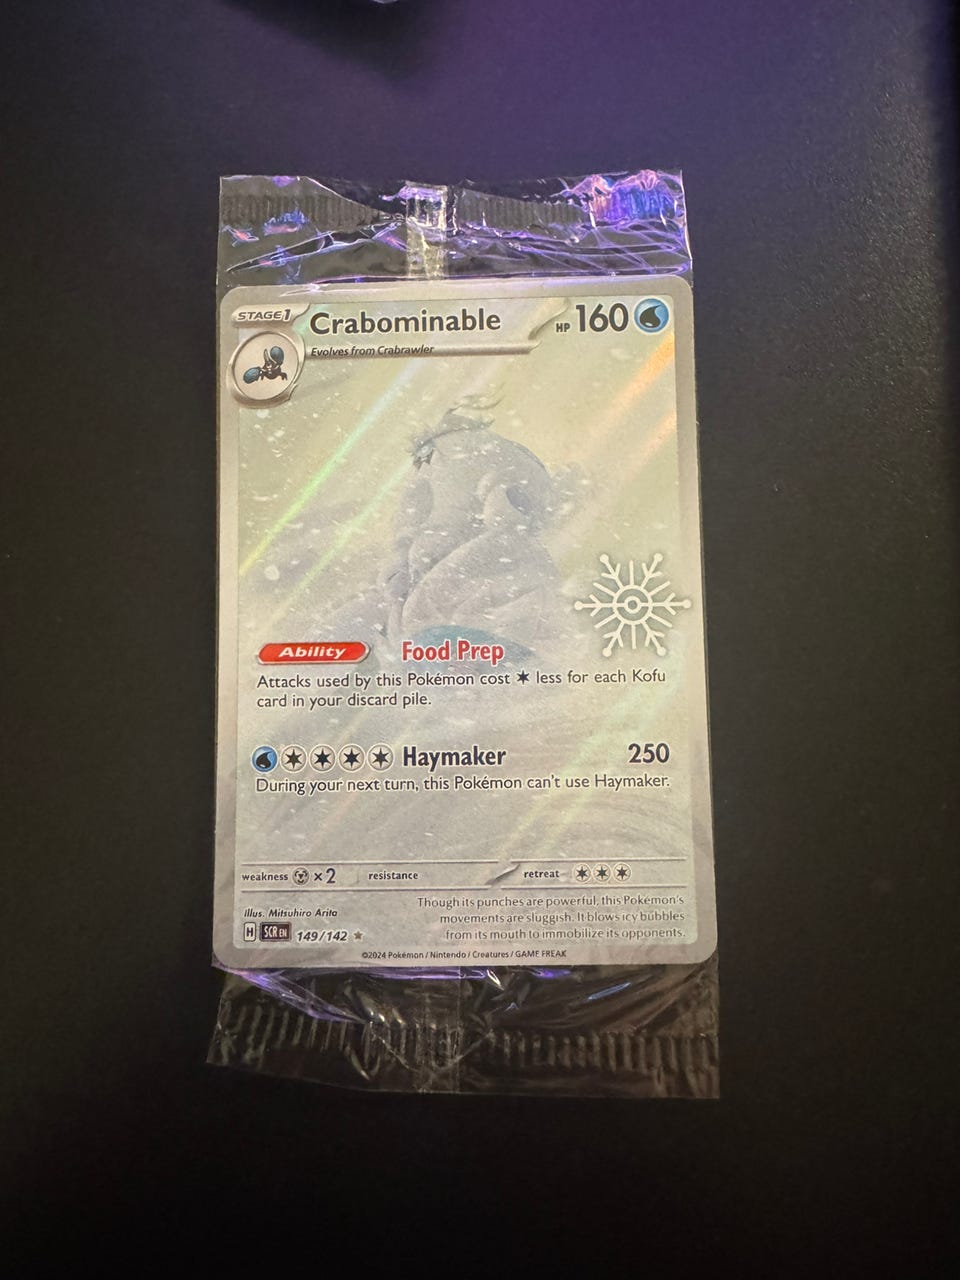 STAGE1 Crabominable HP 160
Evolves from Crabrawler
Ability Food Prep
Attacks used by this Pokémon cost less for each Kofu
card in your discard pile.
Haymaker 250
During your next turn, this Pokémon can't use Haymaker.
weakness ×2 resistance retreat
Illus. Mitsuhiro Arita
Though its punches are powerful, this Pokémon's
movements are sluggish. It blows icy bubbles
from its mouth to immobilize its opponents.
H SCR EN 149/142
©2024 Pokémon / Nintendo / Creatures / GAME FREAK